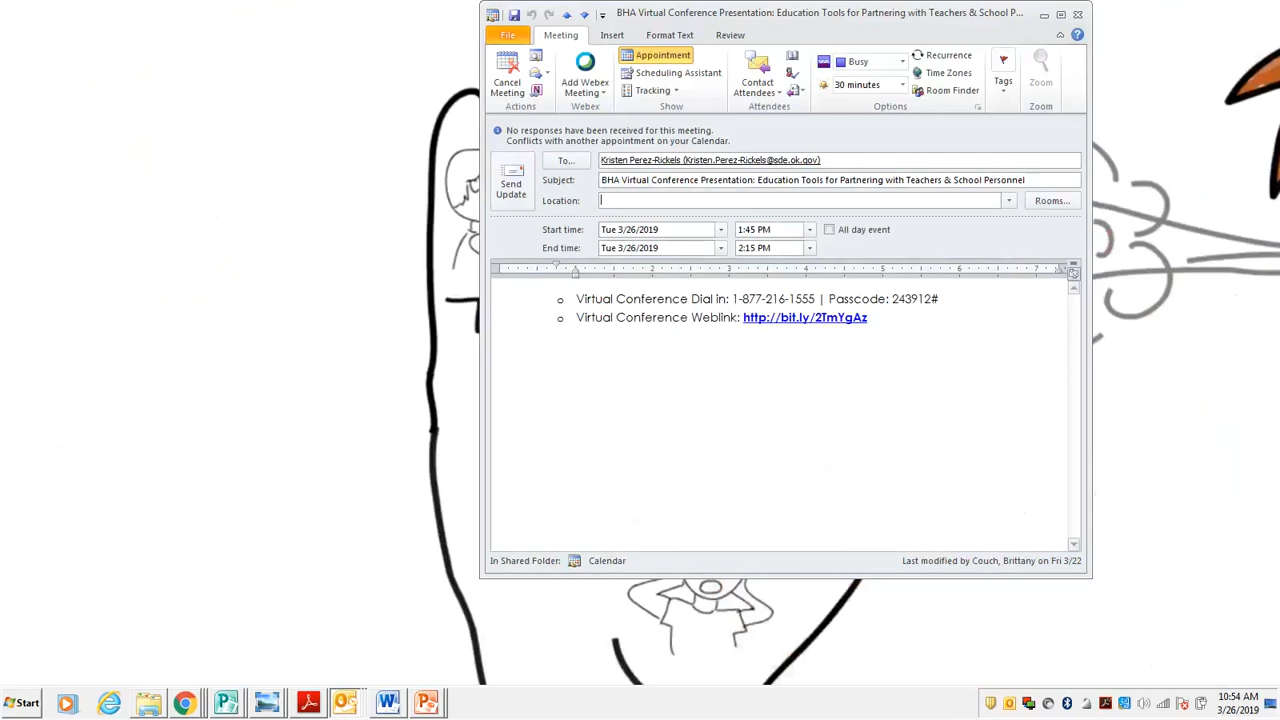 BHA Virtual Conference Presentation: Education Tools for Partnering with Teachers & School P...
File Meeting Insert Format Text Review
Cancel Meeting
Actions
Add Webex Meeting
Webex
Appointment
Scheduling Assistant
Tracking
Show
Contact Attendees
Attendees
Busy
30 minutes
Recurrence
Time Zones
Room Finder
Options
Tags
Zoom
Zoom
No responses have been received for this meeting.
Conflicts with another appointment on your Calendar.
Send Update
To... Kristen Perez-Rickels (Kristen.Perez-Rickels@sde.ok.gov)
Subject: BHA Virtual Conference Presentation: Education Tools for Partnering with Teachers & School Personnel
Location: Rooms...
Start time: Tue 3/26/2019 1:45 PM All day event
End time: Tue 3/26/2019 2:15 PM
1 2 3 4 5 6 7
o Virtual Conference Dial in: 1-877-216-1555 | Passcode: 243912#
o Virtual Conference Weblink: http://bit.ly/2TmYgAz
In Shared Folder: Calendar Last modified by Couch, Brittany on Fri 3/22
Start 10:54 AM
3/26/2019